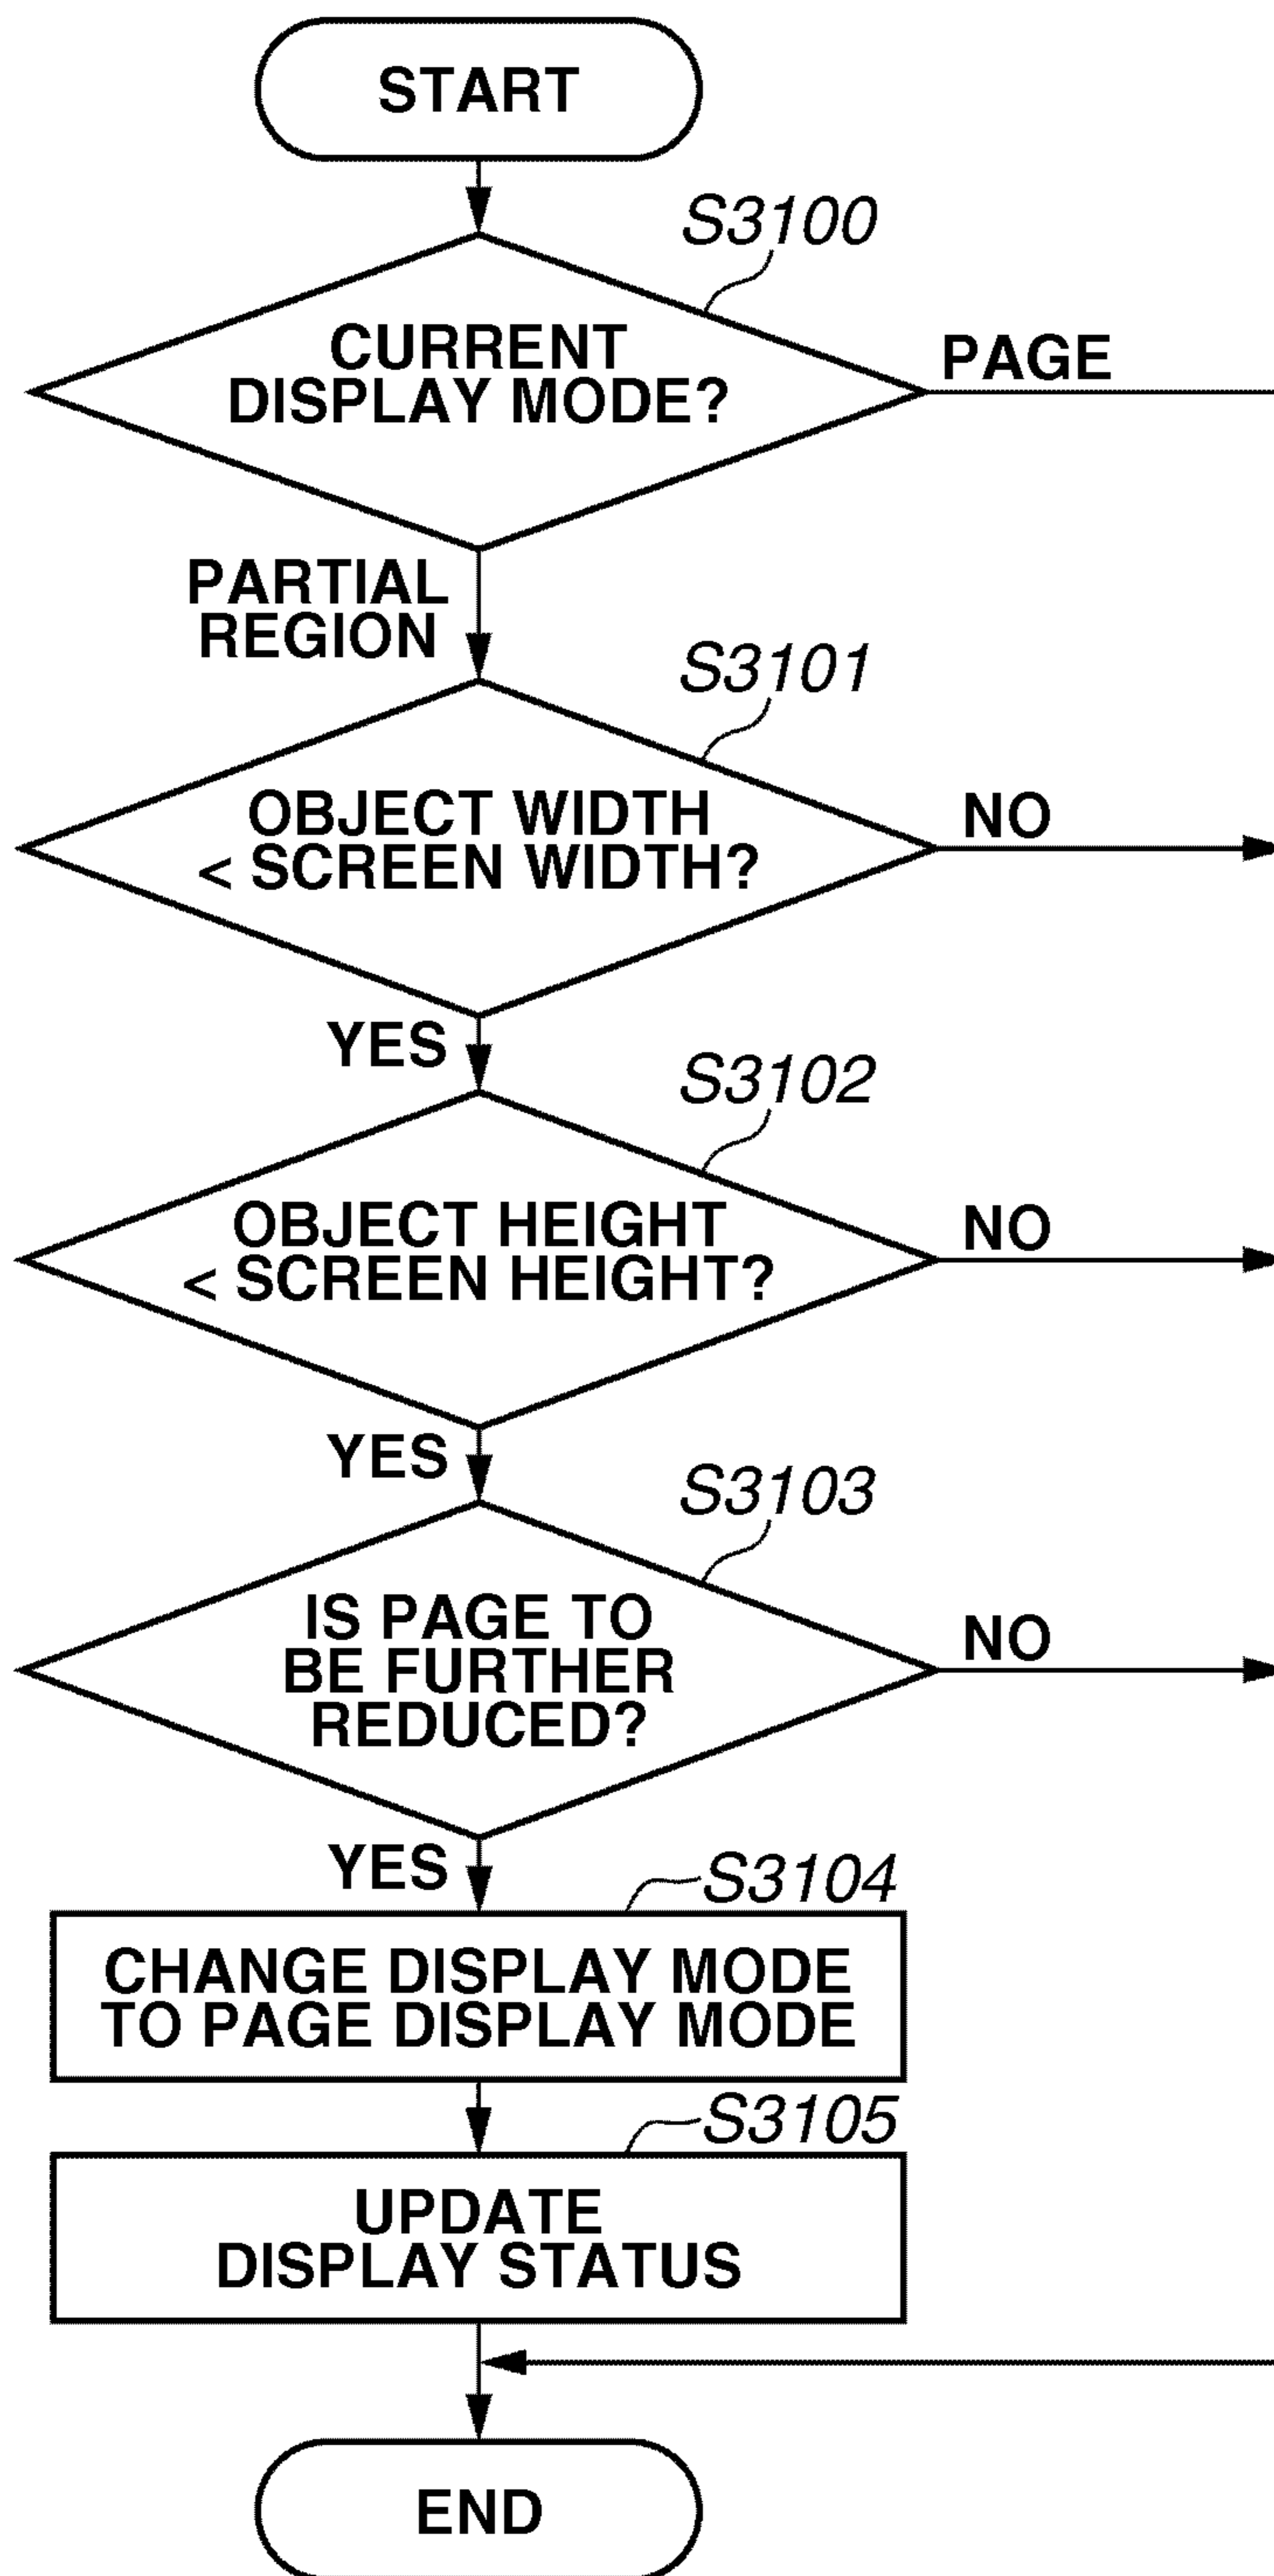 START
S3100
CURRENT
DISPLAY MODE?
PAGE
PARTIAL
REGION
S3101
OBJECT WIDTH
< SCREEN WIDTH?
NO
YES
S3102
OBJECT HEIGHT
< SCREEN HEIGHT?
NO
YES
S3103
IS PAGE TO
BE FURTHER
REDUCED?
NO
YES
S3104
CHANGE DISPLAY MODE
TO PAGE DISPLAY MODE
S3105
UPDATE
DISPLAY STATUS
END